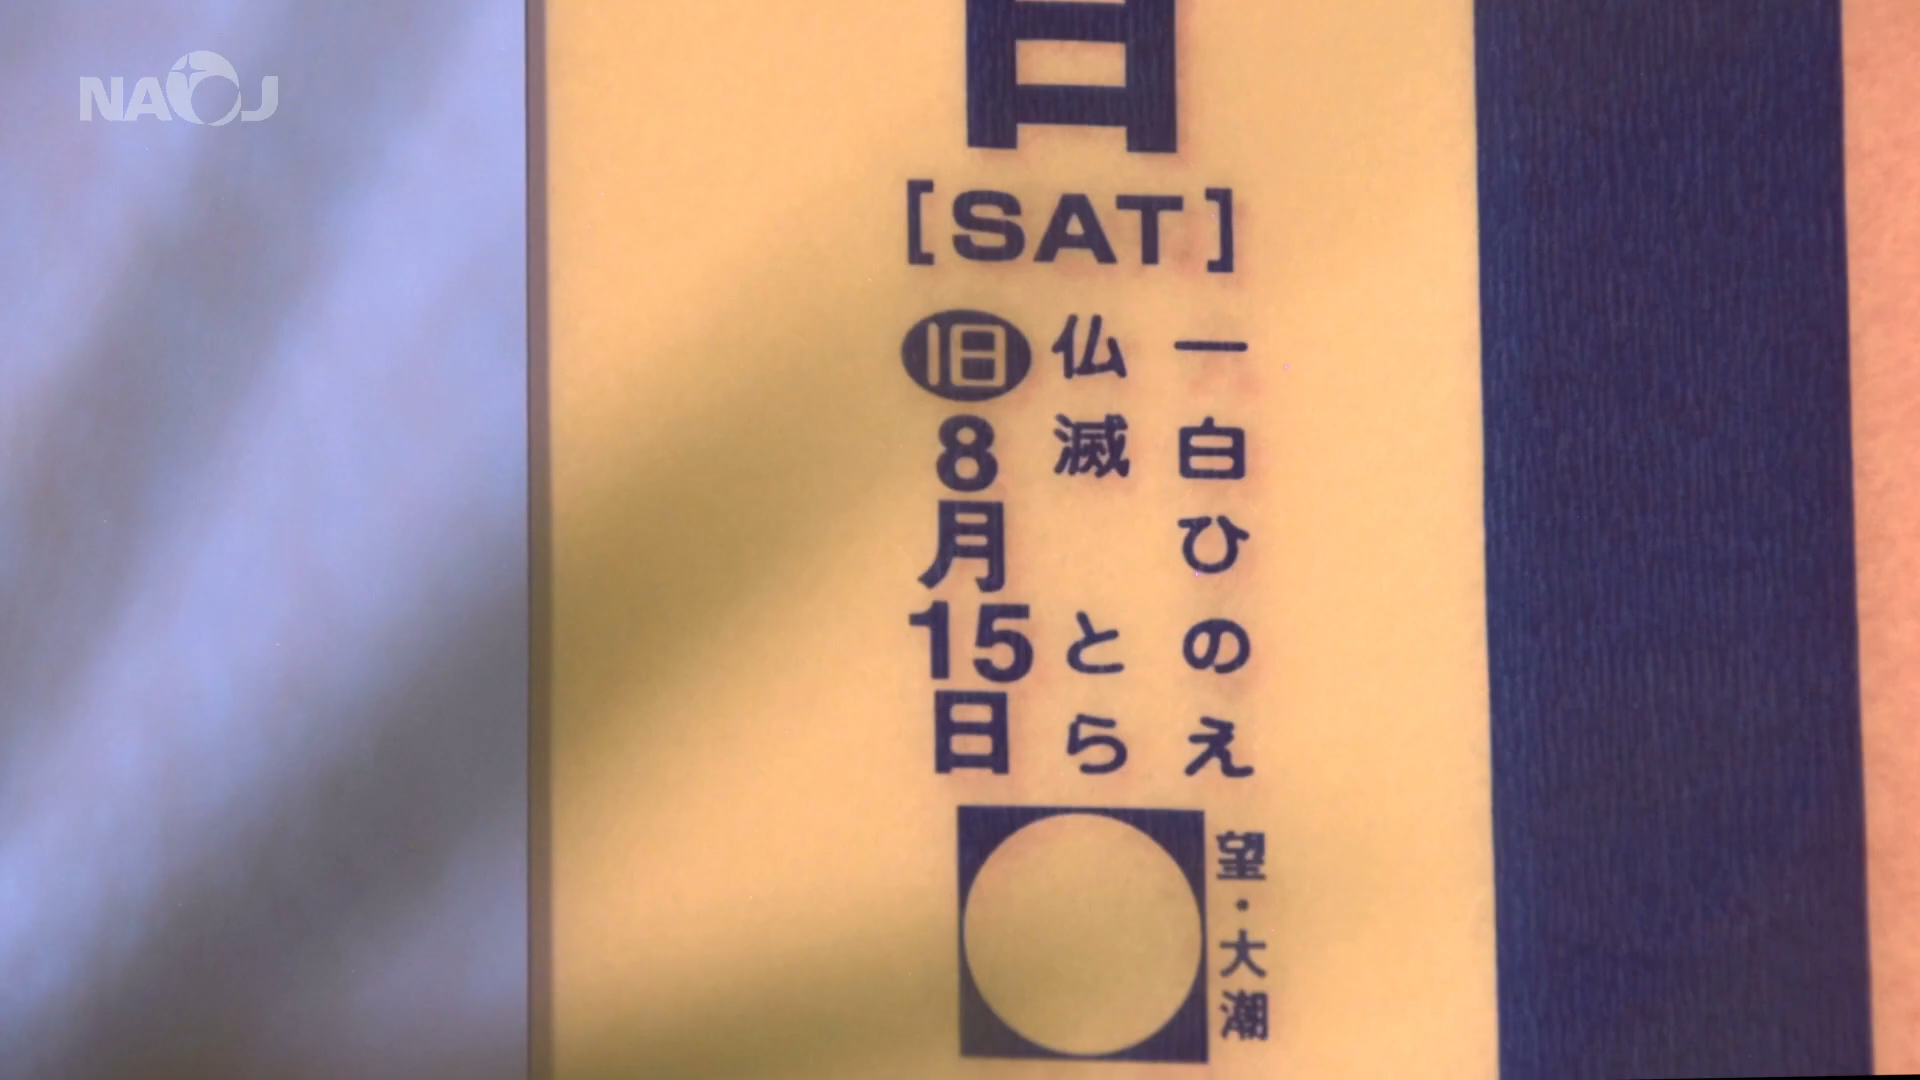 NAOJ
[SAT]
一白ひのえ
仏滅 とら
旧8月15日
望・大潮